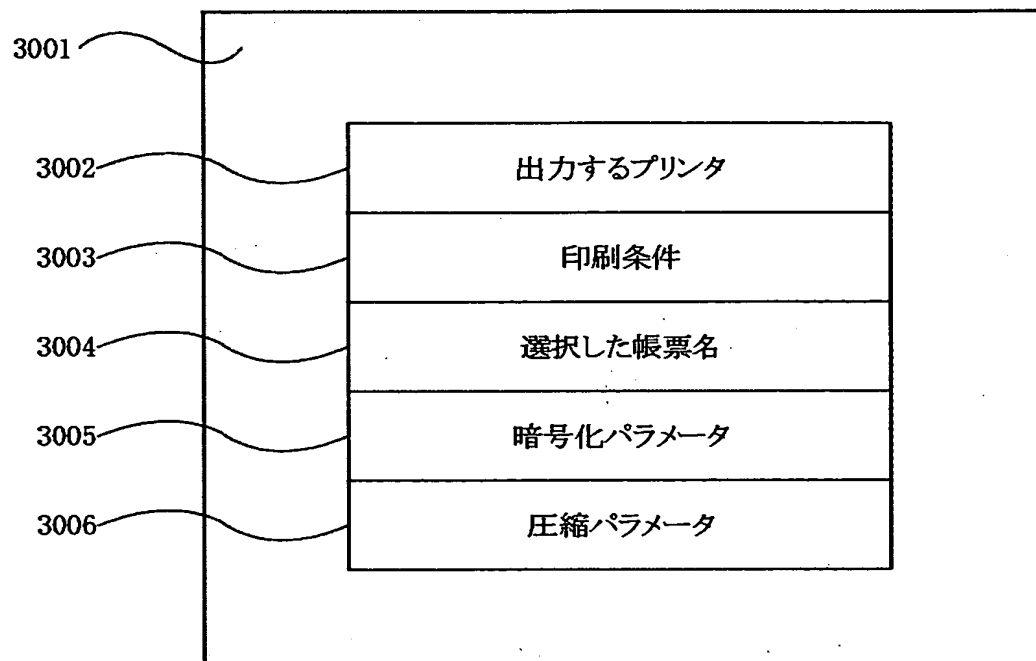 3001
3002 出力するプリンタ
3003 印刷条件
3004 選択した帳票名
3005 暗号化パラメータ
3006 圧縮パラメータ